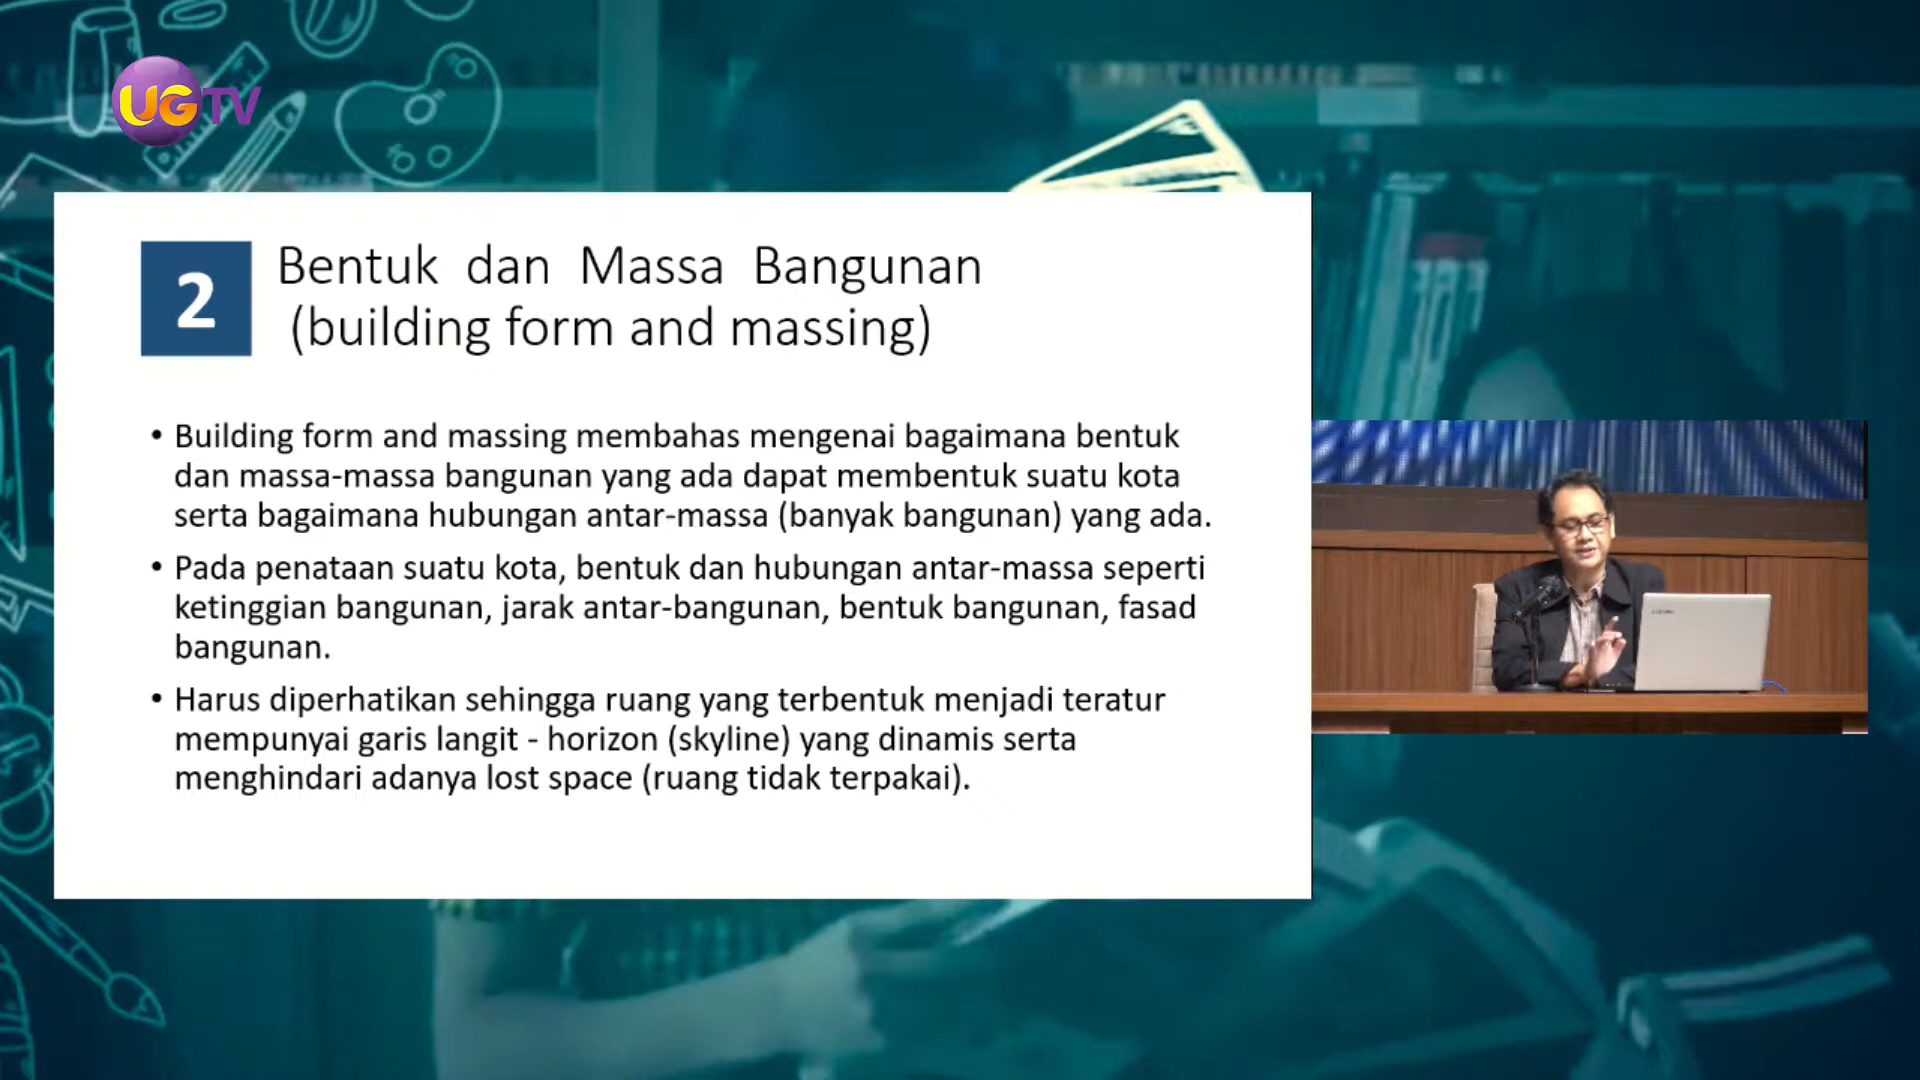 UGTV
2
Bentuk dan Massa Bangunan
(building form and massing)
• Building form and massing membahas mengenai bagaimana bentuk
dan massa-massa bangunan yang ada dapat membentuk suatu kota
serta bagaimana hubungan antar-massa (banyak bangunan) yang ada.
• Pada penataan suatu kota, bentuk dan hubungan antar-massa seperti
ketinggian bangunan, jarak antar-bangunan, bentuk bangunan, fasad
bangunan.
• Harus diperhatikan sehingga ruang yang terbentuk menjadi teratur
mempunyai garis langit - horizon (skyline) yang dinamis serta
menghindari adanya lost space (ruang tidak terpakai).